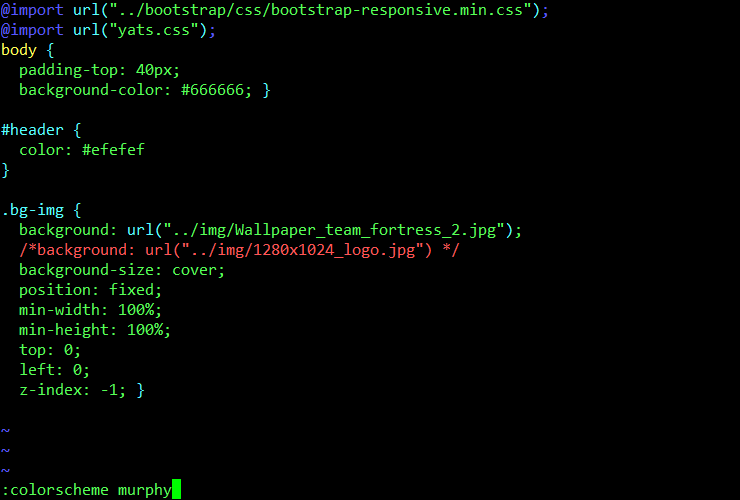 @import url("../bootstrap/css/bootstrap-responsive.min.css");
@import url("yats.css");
body {
  padding-top: 40px;
  background-color: #666666; }

#header {
  color: #efefef
}

.bg-img {
  background: url("../img/Wallpaper_team_fortress_2.jpg");
  /*background: url("../img/1280x1024_logo.jpg") */
  background-size: cover;
  position: fixed;
  min-width: 100%;
  min-height: 100%;
  top: 0;
  left: 0;
  z-index: -1; }

~
~
~
:colorscheme murphy